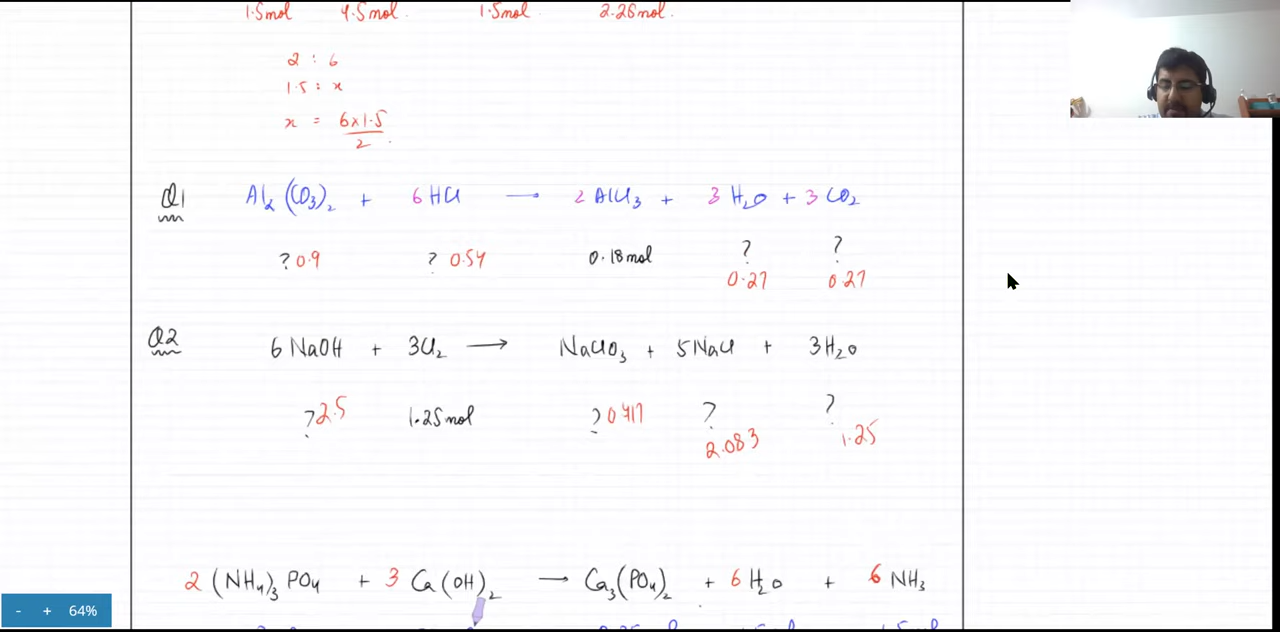 1.5mol 4.5mol. 1.5mol. 2.25mol.
2 : 6
1.5 : x
x = 6x1.5
2
Q1 Al₂(CO₃)₂ + 6HCl → 2AlCl₃ + 3H₂O + 3CO₂
? 0.9 ? 0.54 0.18mol ? ?
0.27 0.27
Q2 6NaOH + 3Cl₂ → NaClO₃ + 5NaCl + 3H₂O
? 2.5 1.25mol ? 0.417 ? ?
2.083 1.25
2(NH₄)₃PO₄ + 3Ca(OH)₂ → Ca₃(PO₄)₂ + 6H₂O + 6NH₃
- + 64%